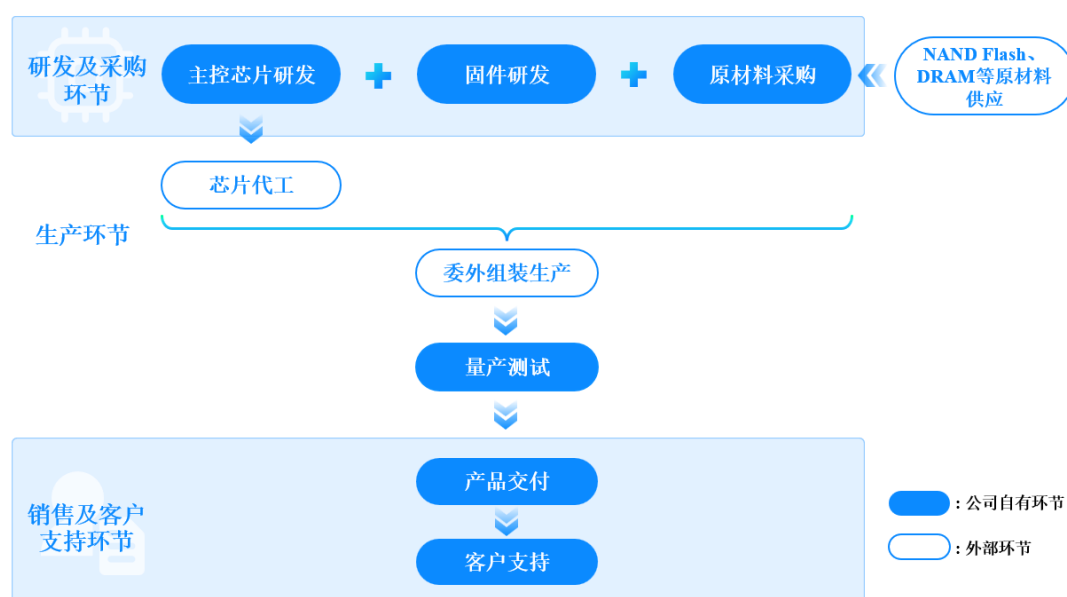 研发及采购
环节
主控芯片研发
固件研发
原材料采购
NAND Flash、
DRAM等原材料
供应
芯片代工
生产环节
委外组装生产
量产测试
销售及客户
支持环节
产品交付
客户支持
：公司自有环节
：外部环节